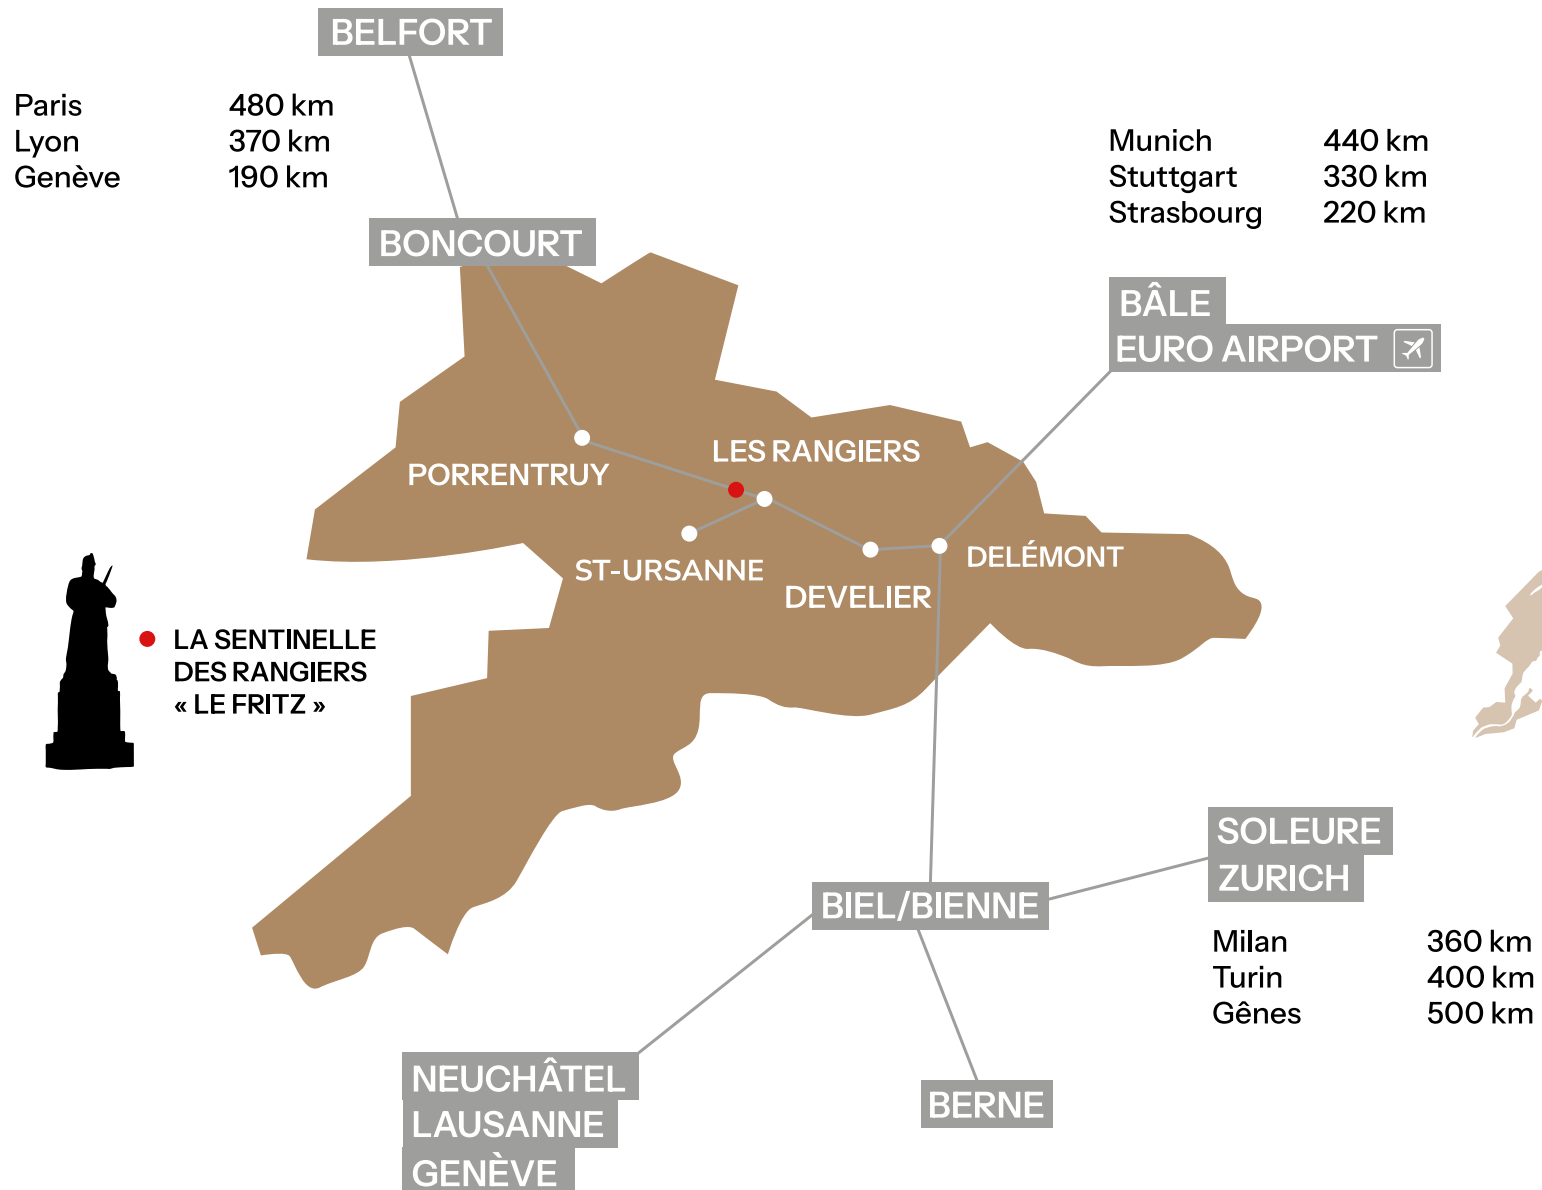 BELFORT
Paris 480 km
Lyon 370 km
Genève 190 km
Munich 440 km
Stuttgart 330 km
Strasbourg 220 km
BONCOURT
BÂLE
EURO AIRPORT
LES RANGIERS
PORRENTRUY
ST-URSANNE
DELÉMONT
DEVELIER
LA SENTINELLE
DES RANGIERS
« LE FRITZ »
SOLEURE
ZURICH
BIEL/BIENNE
Milan 360 km
Turin 400 km
Gênes 500 km
NEUCHÂTEL
LAUSANNE
GENÈVE
BERNE